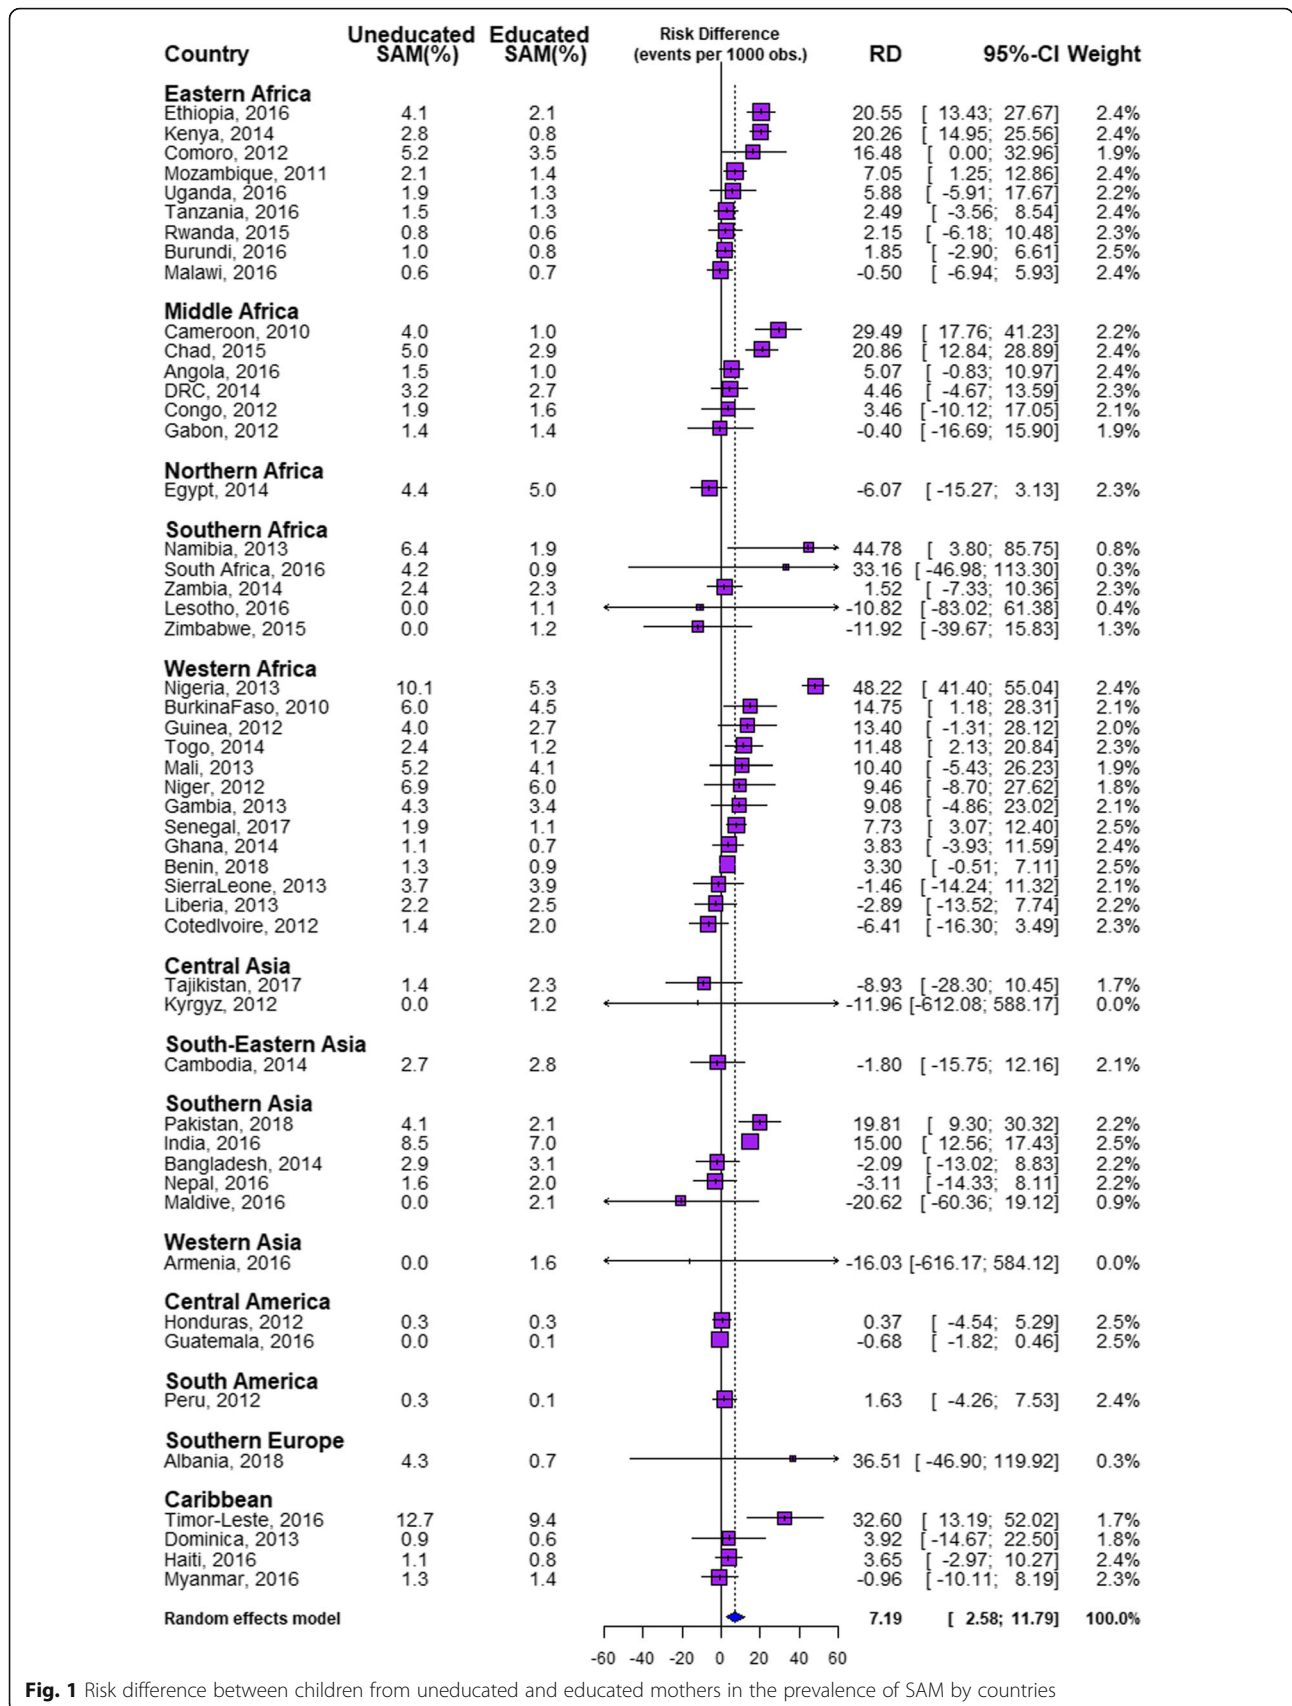 Country Uneducated SAM(%) Educated SAM(%) Risk Difference (events per 1000 obs.) RD 95%-CI Weight
Eastern Africa
Ethiopia, 2016 4.1 2.1 20.55 [ 13.43; 27.67] 2.4%
Kenya, 2014 2.8 0.8 20.26 [ 14.95; 25.56] 2.4%
Comoro, 2012 5.2 3.5 16.48 [ 0.00; 32.96] 1.9%
Mozambique, 2011 2.1 1.4 7.05 [ 1.25; 12.86] 2.4%
Uganda, 2016 1.9 1.3 5.88 [ -5.91; 17.67] 2.2%
Tanzania, 2016 1.5 1.3 2.49 [ -3.56; 8.54] 2.4%
Rwanda, 2015 0.8 0.6 2.15 [ -6.18; 10.48] 2.3%
Burundi, 2016 1.0 0.8 1.85 [ -2.90; 6.61] 2.5%
Malawi, 2016 0.6 0.7 -0.50 [ -6.94; 5.93] 2.4%
Middle Africa
Cameroon, 2010 4.0 1.0 29.49 [ 17.76; 41.23] 2.2%
Chad, 2015 5.0 2.9 20.86 [ 12.84; 28.89] 2.4%
Angola, 2016 1.5 1.0 5.07 [ -0.83; 10.97] 2.4%
DRC, 2014 3.2 2.7 4.46 [ -4.67; 13.59] 2.3%
Congo, 2012 1.9 1.6 3.46 [ -10.12; 17.05] 2.1%
Gabon, 2012 1.4 1.4 -0.40 [ -16.69; 15.90] 1.9%
Northern Africa
Egypt, 2014 4.4 5.0 -6.07 [ -15.27; 3.13] 2.3%
Southern Africa
Namibia, 2013 6.4 1.9 44.78 [ 3.80; 85.75] 0.8%
South Africa, 2016 4.2 0.9 33.16 [ -46.98; 113.30] 0.3%
Zambia, 2014 2.4 2.3 1.52 [ -7.33; 10.36] 2.3%
Lesotho, 2016 0.0 1.1 -10.82 [ -83.02; 61.38] 0.4%
Zimbabwe, 2015 0.0 1.2 -11.92 [ -39.67; 15.83] 1.3%
Western Africa
Nigeria, 2013 10.1 5.3 48.22 [ 41.40; 55.04] 2.4%
BurkinaFaso, 2010 6.0 4.5 14.75 [ 1.18; 28.31] 2.1%
Guinea, 2012 4.0 2.7 13.40 [ -1.31; 28.12] 2.0%
Togo, 2014 2.4 1.2 11.48 [ 2.13; 20.84] 2.3%
Mali, 2013 5.2 4.1 10.40 [ -5.43; 26.23] 1.9%
Niger, 2012 6.9 6.0 9.46 [ -8.70; 27.62] 1.8%
Gambia, 2013 4.3 3.4 9.08 [ -4.86; 23.02] 2.1%
Senegal, 2017 1.9 1.1 7.73 [ 3.07; 12.40] 2.5%
Ghana, 2014 1.1 0.7 3.83 [ -3.93; 11.59] 2.4%
Benin, 2018 1.3 0.9 3.30 [ -0.51; 7.11] 2.5%
SierraLeone, 2013 3.7 3.9 -1.46 [ -14.24; 11.32] 2.1%
Liberia, 2013 2.2 2.5 -2.89 [ -13.52; 7.74] 2.2%
CotedIvoire, 2012 1.4 2.0 -6.41 [ -16.30; 3.49] 2.3%
Central Asia
Tajikistan, 2017 1.4 2.3 -8.93 [ -28.30; 10.45] 1.7%
Kyrgyz, 2012 0.0 1.2 -11.96 [-612.08; 588.17] 0.0%
South-Eastern Asia
Cambodia, 2014 2.7 2.8 -1.80 [ -15.75; 12.16] 2.1%
Southern Asia
Pakistan, 2018 4.1 2.1 19.81 [ 9.30; 30.32] 2.2%
India, 2016 8.5 7.0 15.00 [ 12.56; 17.43] 2.5%
Bangladesh, 2014 2.9 3.1 -2.09 [ -13.02; 8.83] 2.2%
Nepal, 2016 1.6 2.0 -3.11 [ -14.33; 8.11] 2.2%
Maldive, 2016 0.0 2.1 -20.62 [ -60.36; 19.12] 0.9%
Western Asia
Armenia, 2016 0.0 1.6 -16.03 [-616.17; 584.12] 0.0%
Central America
Honduras, 2012 0.3 0.3 0.37 [ -4.54; 5.29] 2.5%
Guatemala, 2016 0.0 0.1 -0.68 [ -1.82; 0.46] 2.5%
South America
Peru, 2012 0.3 0.1 1.63 [ -4.26; 7.53] 2.4%
Southern Europe
Albania, 2018 4.3 0.7 36.51 [ -46.90; 119.92] 0.3%
Caribbean
Timor-Leste, 2016 12.7 9.4 32.60 [ 13.19; 52.02] 1.7%
Dominica, 2013 0.9 0.6 3.92 [ -14.67; 22.50] 1.8%
Haiti, 2016 1.1 0.8 3.65 [ -2.97; 10.27] 2.4%
Myanmar, 2016 1.3 1.4 -0.96 [ -10.11; 8.19] 2.3%
Random effects model 7.19 [ 2.58; 11.79] 100.0%
-60 -40 -20 0 20 40 60
Fig. 1 Risk difference between children from uneducated and educated mothers in the prevalence of SAM by countries